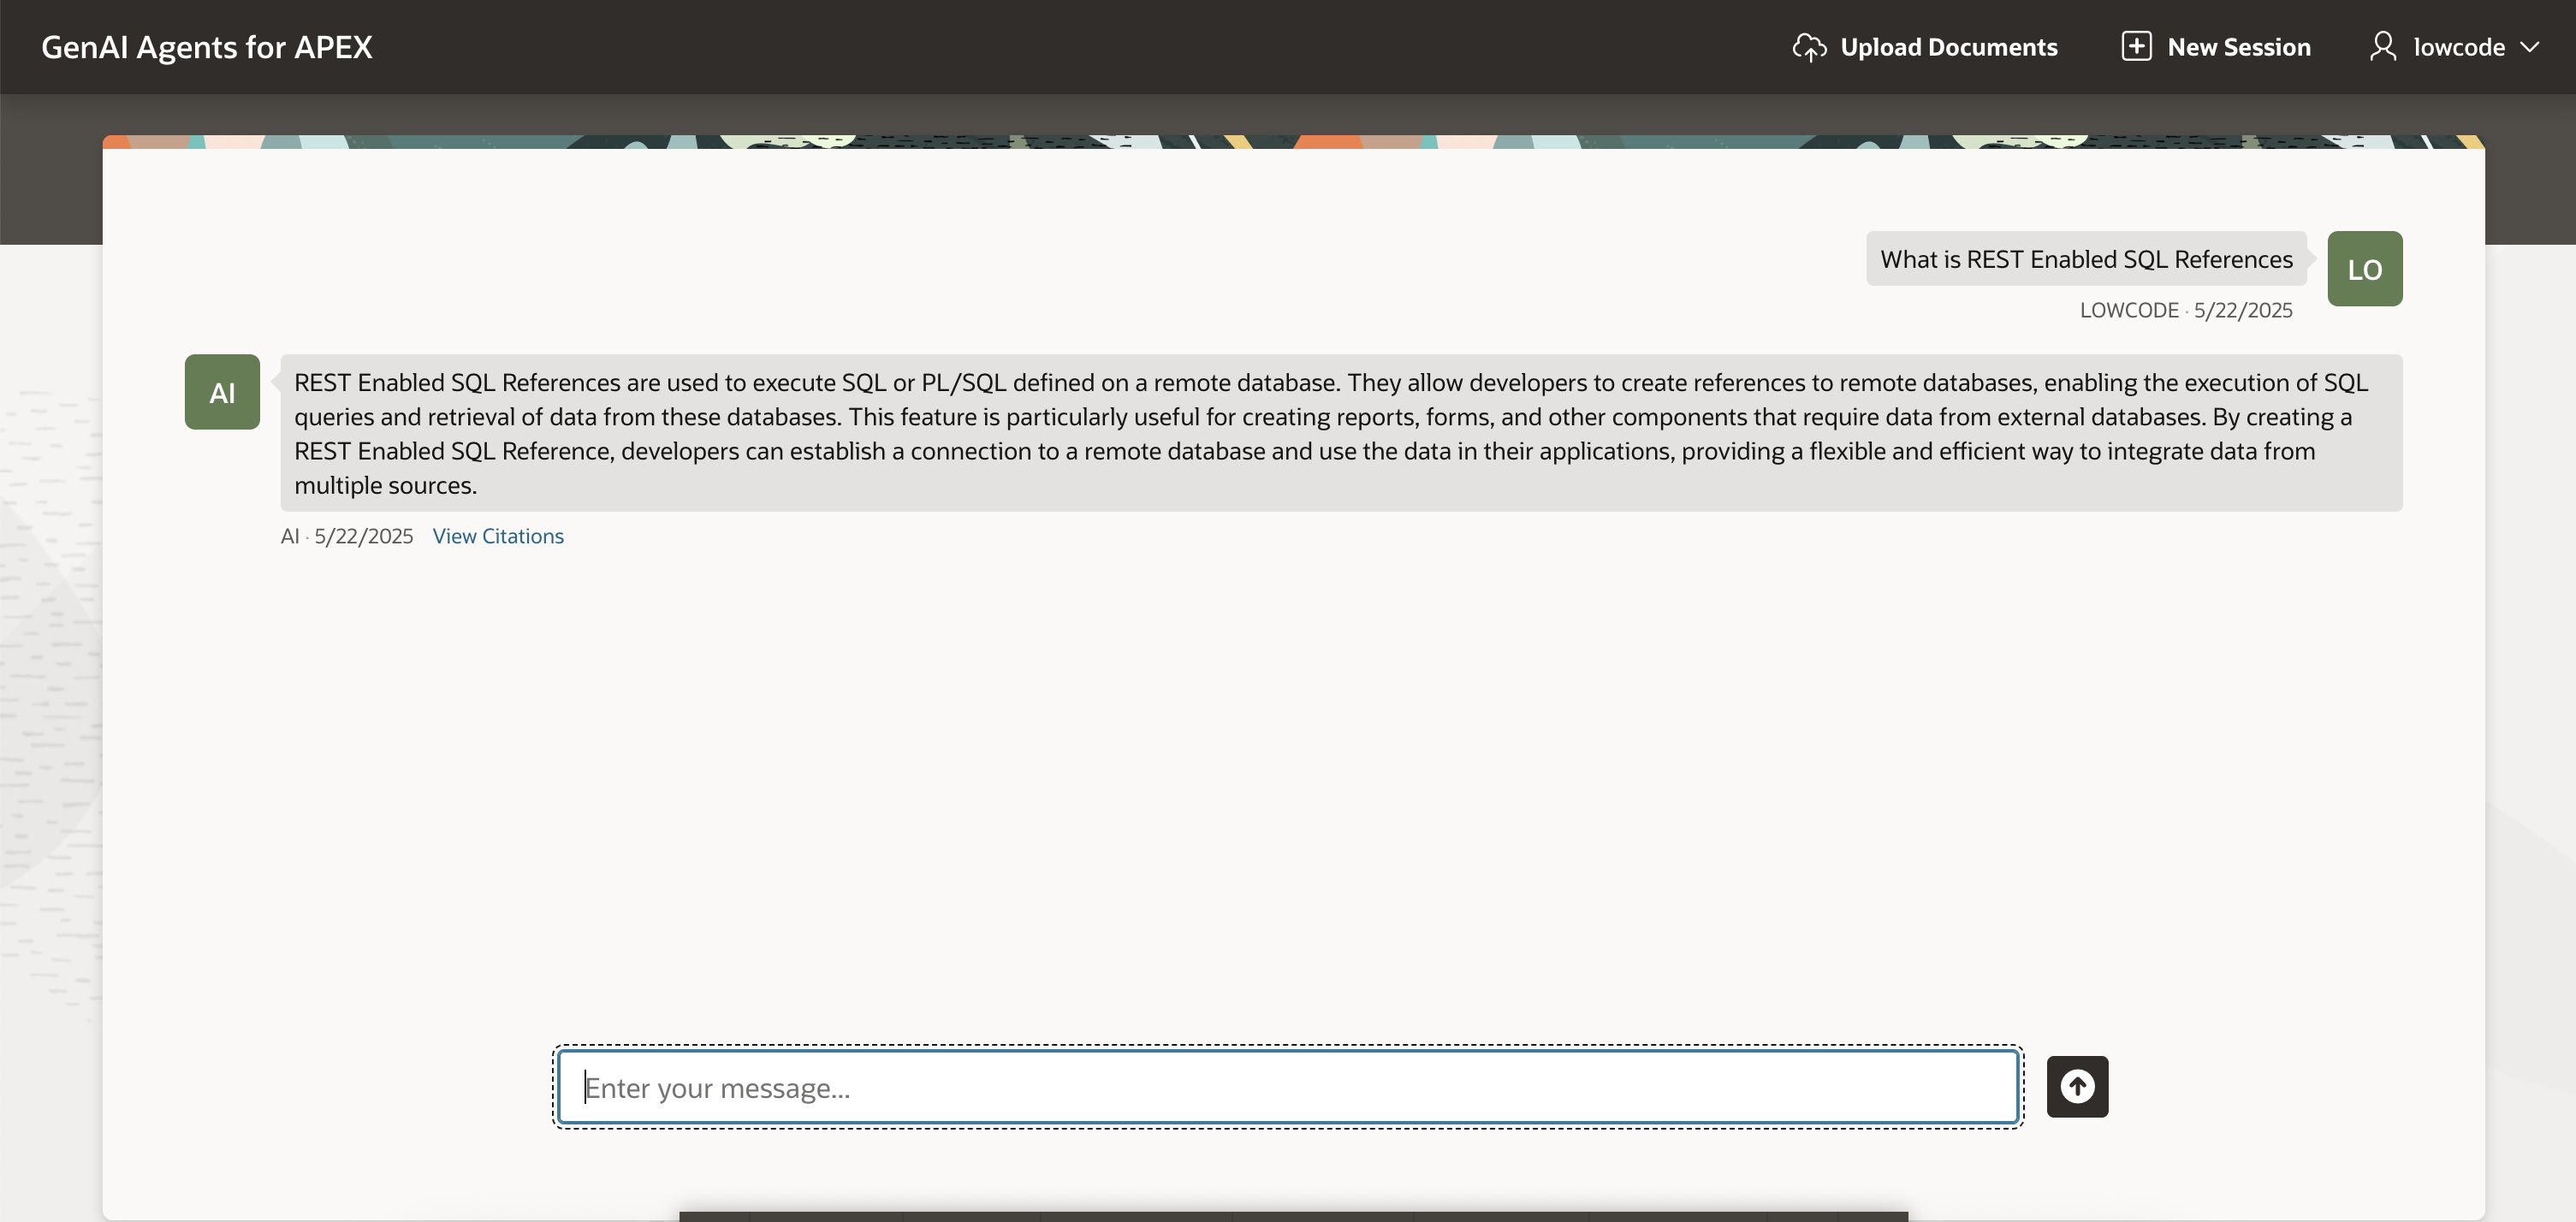 GenAI Agents for APEX
Upload Documents
New Session
lowcode
What is REST Enabled SQL References
LO
LOWCODE · 5/22/2025
AI
REST Enabled SQL References are used to execute SQL or PL/SQL defined on a remote database. They allow developers to create references to remote databases, enabling the execution of SQL
queries and retrieval of data from these databases. This feature is particularly useful for creating reports, forms, and other components that require data from external databases. By creating a
REST Enabled SQL Reference, developers can establish a connection to a remote database and use the data in their applications, providing a flexible and efficient way to integrate data from
multiple sources.
AI · 5/22/2025 View Citations
Enter your message...